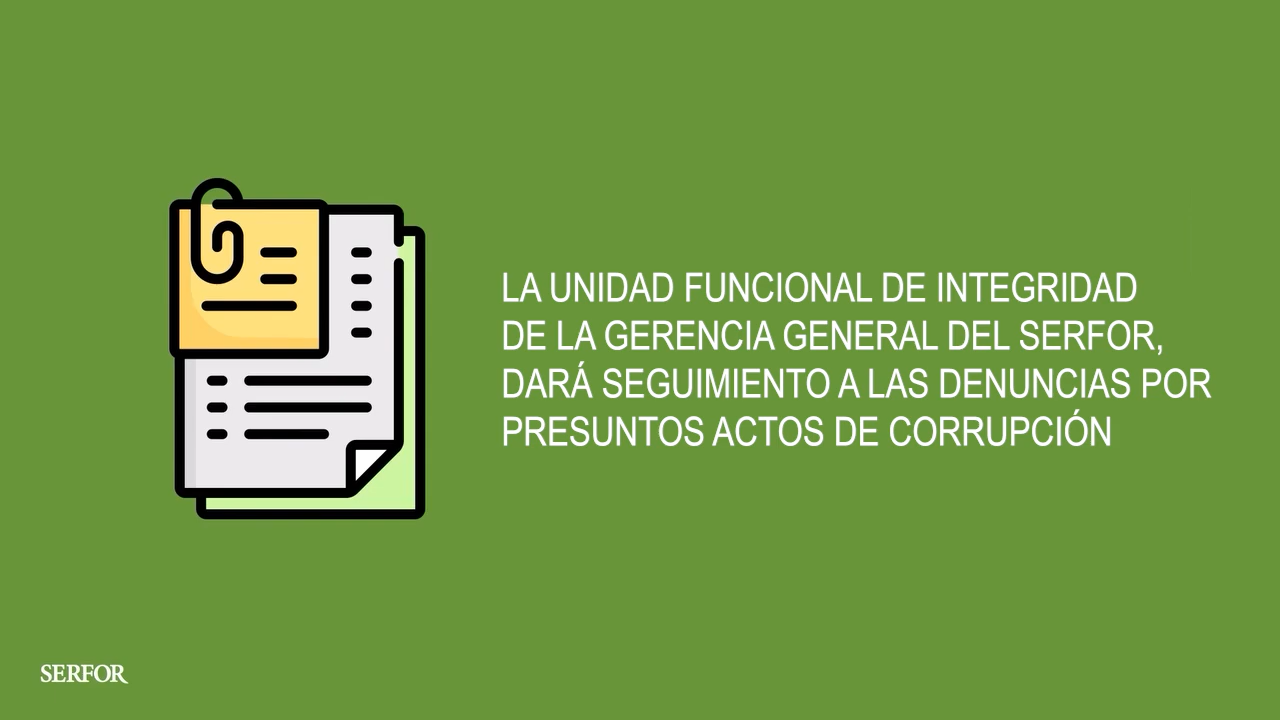 LA UNIDAD FUNCIONAL DE INTEGRIDAD
DE LA GERENCIA GENERAL DEL SERFOR,
DARÁ SEGUIMIENTO A LAS DENUNCIAS POR
PRESUNTOS ACTOS DE CORRUPCIÓN
SERFOR